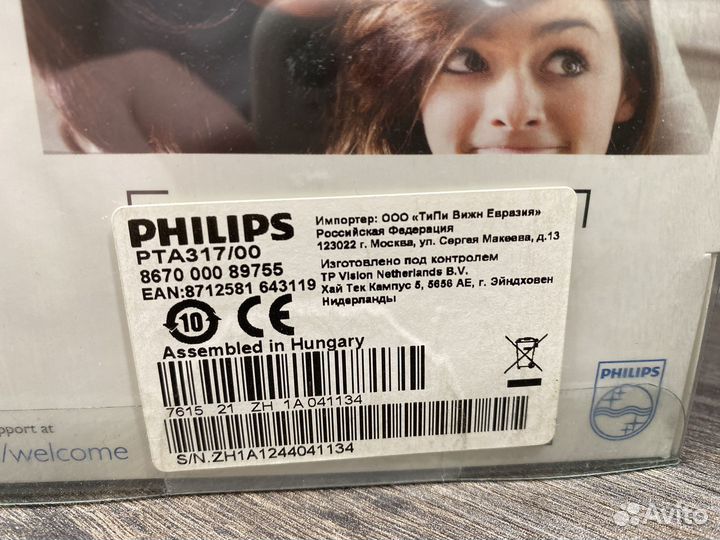 PHILIPS
PTA317/00
8670 000 89755
EAN:8712581 643119
Импортер: ООО «ТиПи Вижн Евразия»
Российская Федерация
123022 г. Москва, ул. Сергея Макеева, д.13
Изготовлено под контролем
TP Vision Netherlands B.V.
Хай Тек Кампус 5, 5656 АЕ, г. Эйндховен
Нидерланды
10
CE
Assembled in Hungary
7615 21 ZH 1A 041134
S/N.ZH1A1244041134
PHILIPS
pport at
/welcome
Avito